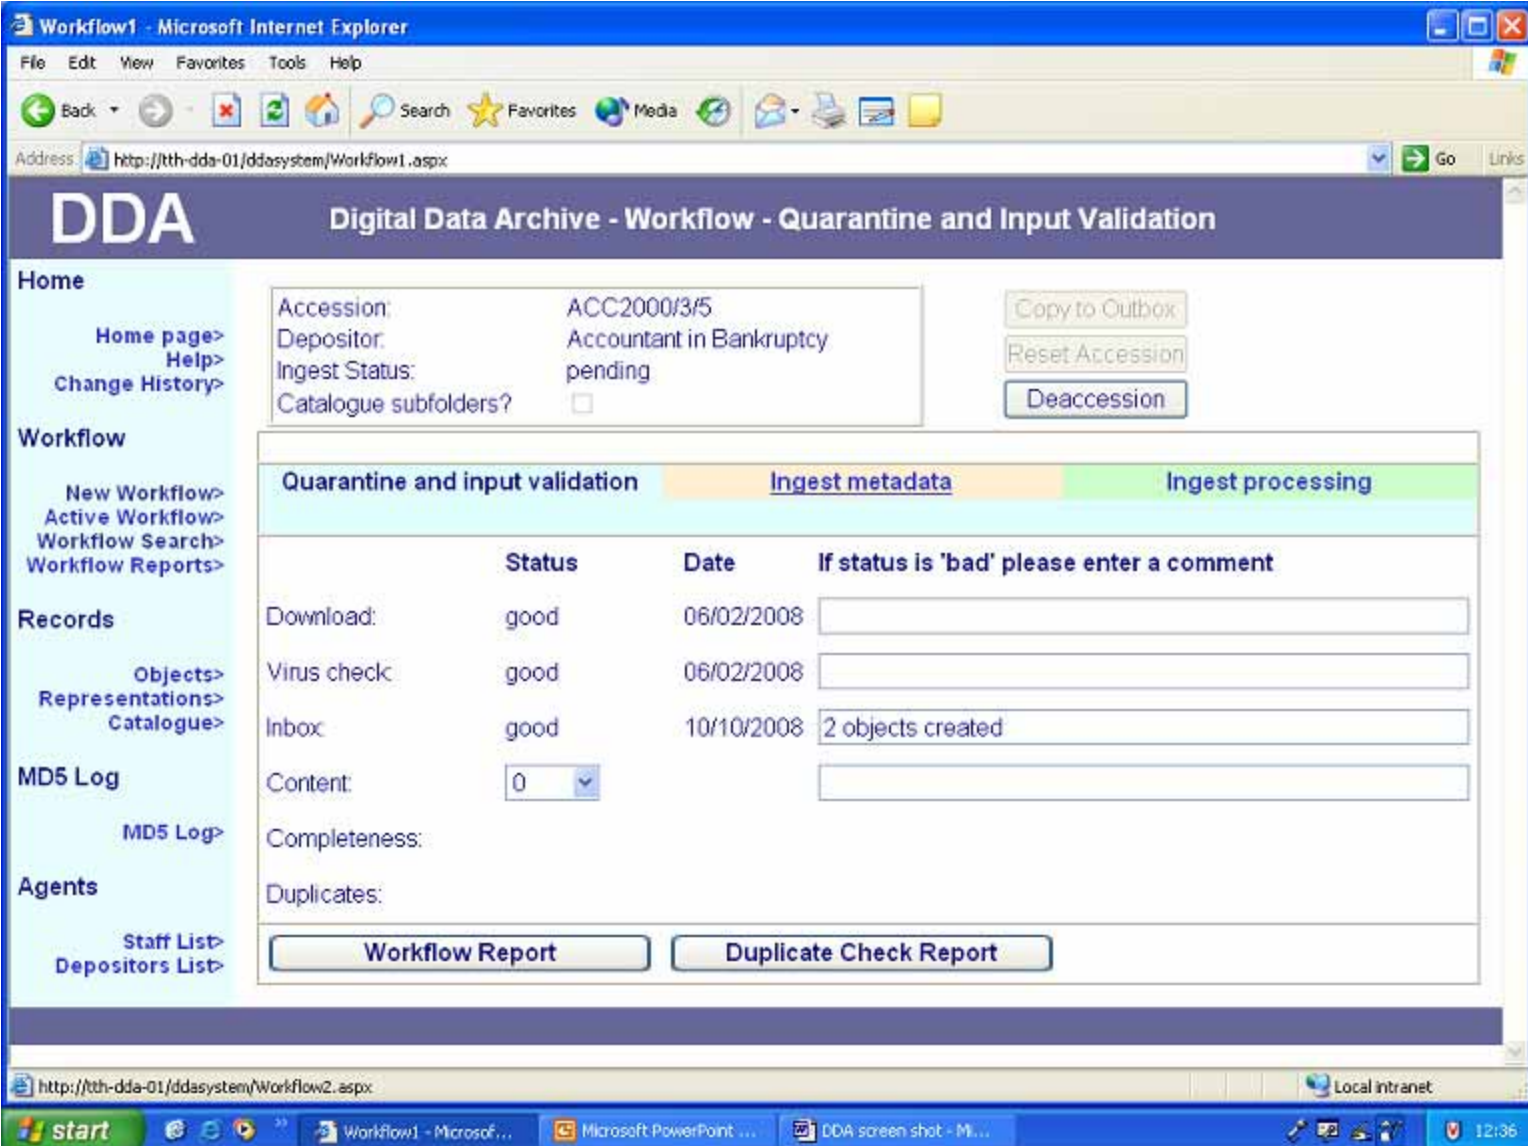 Workflow1 - Microsoft Internet Explorer
File Edit View Favorites Tools Help
Back Search Favorites Media
Address http://tth-dda-01/ddasystem/Workflow1.aspx Go Links
DDA Digital Data Archive - Workflow - Quarantine and Input Validation
Home
Home page>
Help>
Change History>
Workflow
New Workflow>
Active Workflow>
Workflow Search>
Workflow Reports>
Records
Objects>
Representations>
Catalogue>
MD5 Log
MD5 Log>
Agents
Staff List>
Depositors List>
Accession: ACC2000/3/5
Depositor: Accountant in Bankruptcy
Ingest Status: pending
Catalogue subfolders?
Copy to Outbox
Reset Accession
Deaccession
Quarantine and input validation Ingest metadata Ingest processing
Status Date If status is 'bad' please enter a comment
Download: good 06/02/2008
Virus check: good 06/02/2008
Inbox: good 10/10/2008 2 objects created
Content: 0
Completeness:
Duplicates:
Workflow Report Duplicate Check Report
http://tth-dda-01/ddasystem/Workflow2.aspx Local intranet
start Workflow1 - Microsof... Microsoft PowerPoint ... DDA screen shot - Mi... 12:36